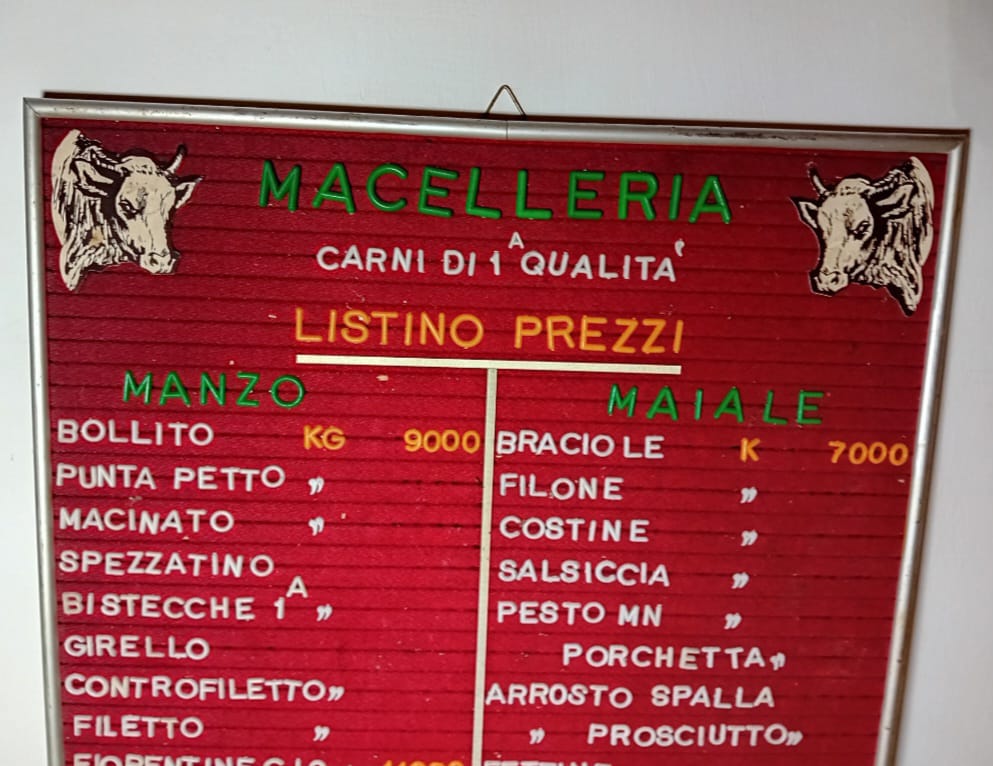 MACELLERIA
CARNI DI 1A QUALITA'
LISTINO PREZZI
MANZO
BOLLITO KG 9000
PUNTA PETTO "
MACINATO "
SPEZZATINO
BISTECCHE 1A "
GIRELLO
CONTROFILETTO "
FILETTO "
MAIALE
BRACIOLE K 7000
FILONE "
COSTINE "
SALSICCIA "
PESTO MN "
PORCHETTA "
ARROSTO SPALLA
" PROSCIUTTO "